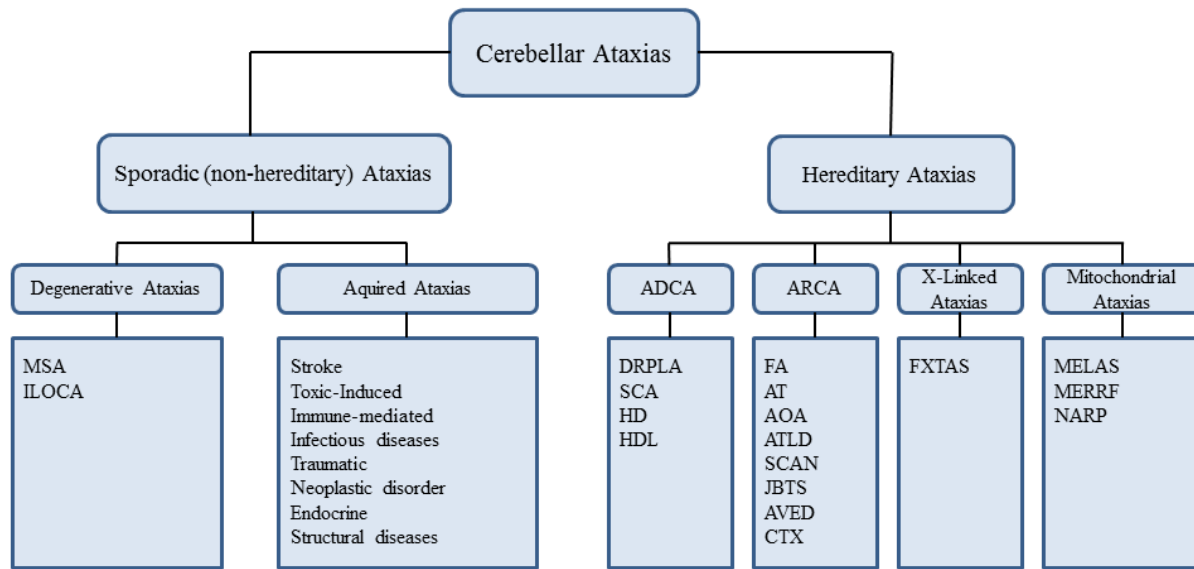 Cerebellar Ataxias
Sporadic (non-hereditary) Ataxias
Hereditary Ataxias
Degenerative Ataxias
Aquired Ataxias
ADCA
ARCA
X-Linked
Ataxias
Mitochondrial
Ataxias
MSA
ILOCA
Stroke
Toxic-Induced
Immune-mediated
Infectious diseases
Traumatic
Neoplastic disorder
Endocrine
Structural diseases
DRPLA
SCA
HD
HDL
FA
AT
AOA
ATLD
SCAN
JBTS
AVED
CTX
FXTAS
MELAS
MERRF
NARP